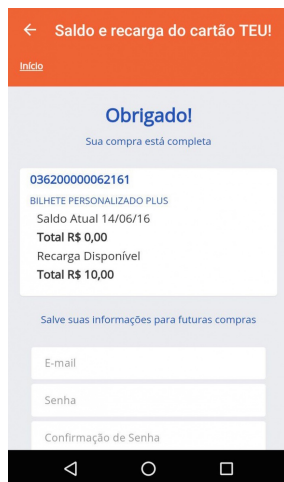 Saldo e recarga do cartão TEU!
Início
Obrigado!
Sua compra está completa
036200000062161
BILHETE PERSONALIZADO PLUS
Saldo Atual 14/06/16
Total R$ 0,00
Recarga Disponível
Total R$ 10,00
Salve suas informações para futuras compras
E-mail
Senha
Confirmação de Senha